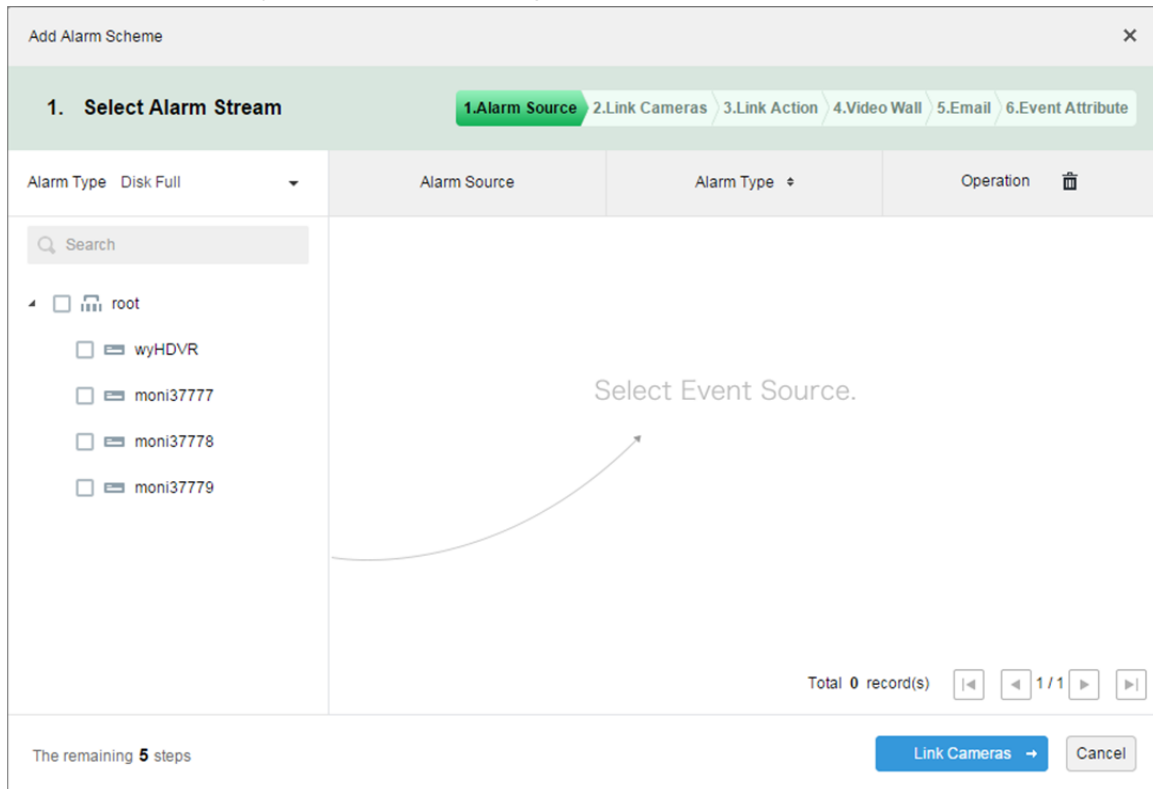 Add Alarm Scheme
1. Select Alarm Stream
1.Alarm Source 2.Link Cameras 3.Link Action 4.Video Wall 5.Email 6.Event Attribute
Alarm Type Disk Full
Alarm Source Alarm Type Operation
Search
root
wyHDVR
moni37777
moni37778
moni37779
Select Event Source.
Total 0 record(s) 1/1
The remaining 5 steps
Link Cameras
Cancel